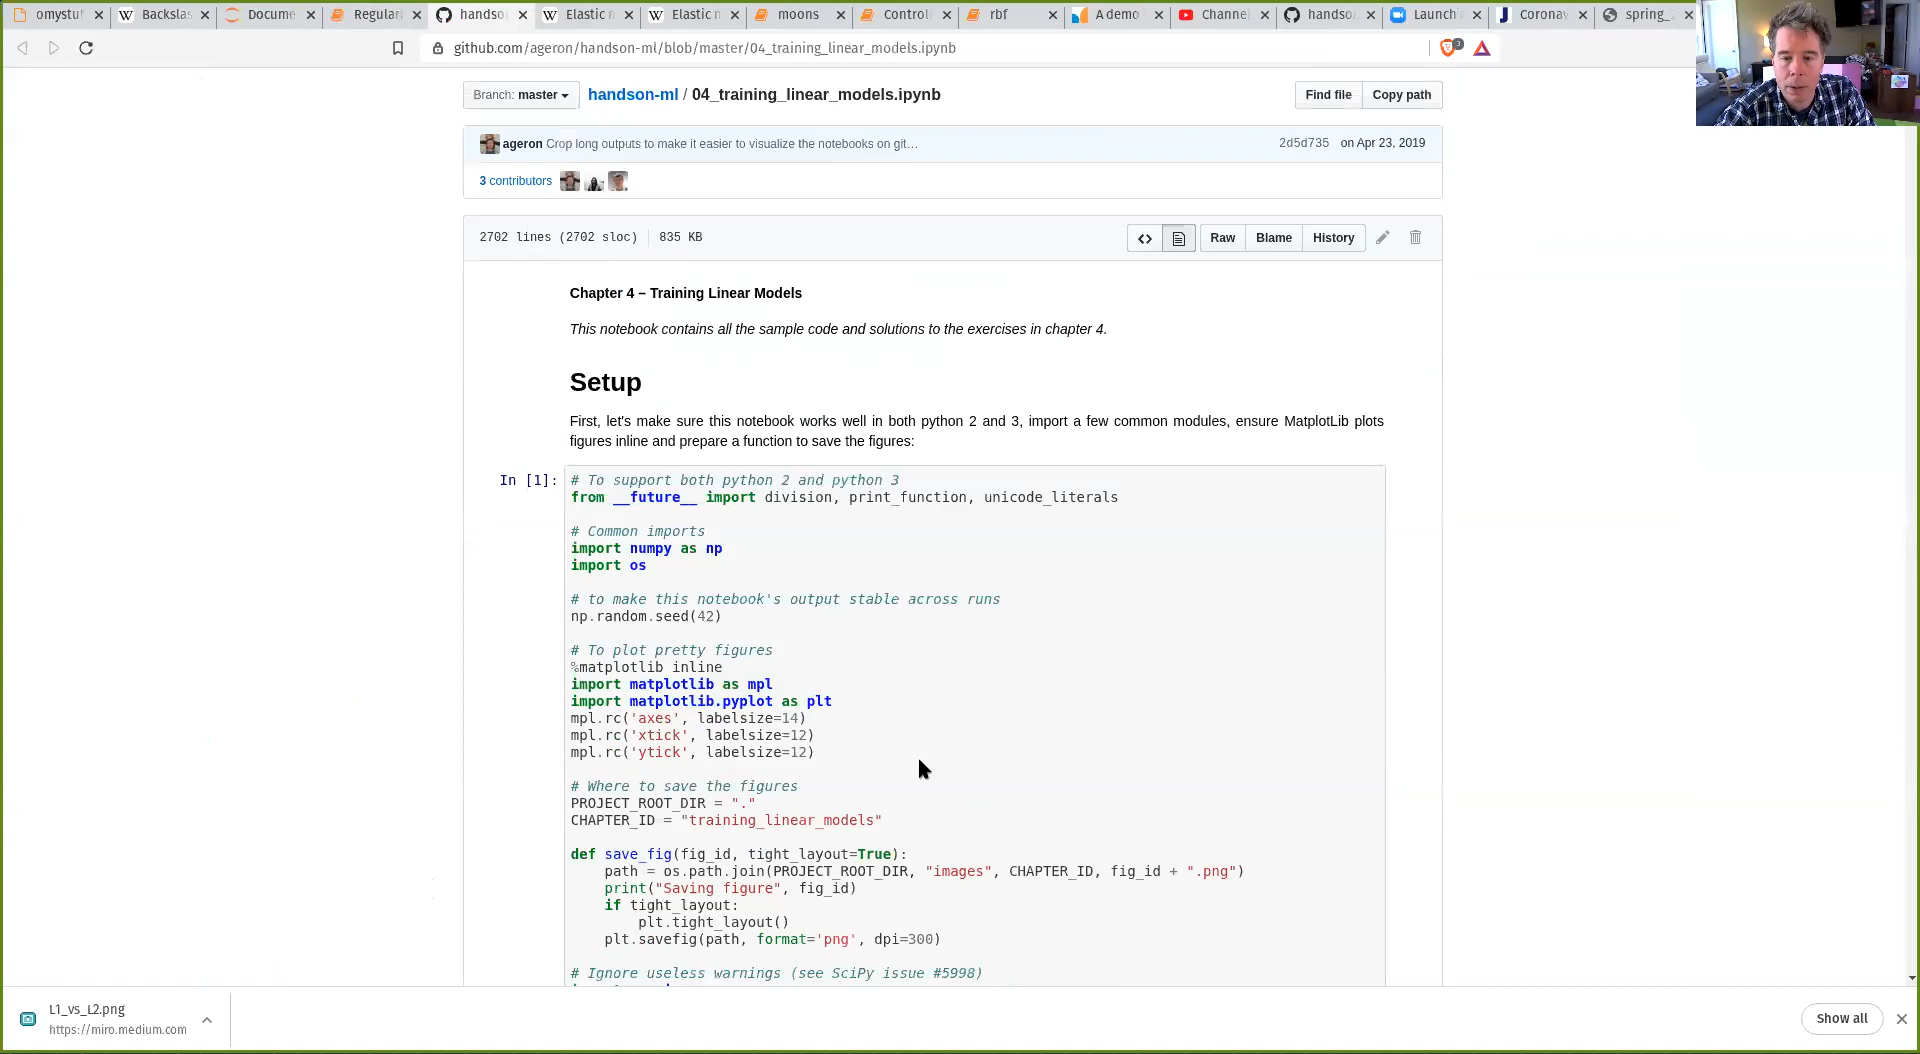 omystu
Backslas
Docume
Regular
handso
Elastic n
Elastic n
moons
Control
rbf
A demo
Channe
handso
Launch
Corona
spring_
github.com/ageron/handson-ml/blob/master/04_training_linear_models.ipynb
3
Branch: master
handson-ml / 04_training_linear_models.ipynb
Find file
Copy path
ageron Crop long outputs to make it easier to visualize the notebooks on git…
2d5d735 on Apr 23, 2019
3 contributors
2702 lines (2702 sloc) 835 KB
Raw
Blame
History
Chapter 4 – Training Linear Models
This notebook contains all the sample code and solutions to the exercises in chapter 4.
Setup
First, let's make sure this notebook works well in both python 2 and 3, import a few common modules, ensure MatplotLib plots
figures inline and prepare a function to save the figures:
In [1]:
# To support both python 2 and python 3
from __future__ import division, print_function, unicode_literals
# Common imports
import numpy as np
import os
# to make this notebook's output stable across runs
np.random.seed(42)
# To plot pretty figures
%matplotlib inline
import matplotlib as mpl
import matplotlib.pyplot as plt
mpl.rc('axes', labelsize=14)
mpl.rc('xtick', labelsize=12)
mpl.rc('ytick', labelsize=12)
# Where to save the figures
PROJECT_ROOT_DIR = "."
CHAPTER_ID = "training_linear_models"
def save_fig(fig_id, tight_layout=True):
path = os.path.join(PROJECT_ROOT_DIR, "images", CHAPTER_ID, fig_id + ".png")
print("Saving figure", fig_id)
if tight_layout:
plt.tight_layout()
plt.savefig(path, format='png', dpi=300)
# Ignore useless warnings (see SciPy issue #5998)
L1_vs_L2.png
https://miro.medium.com
Show all